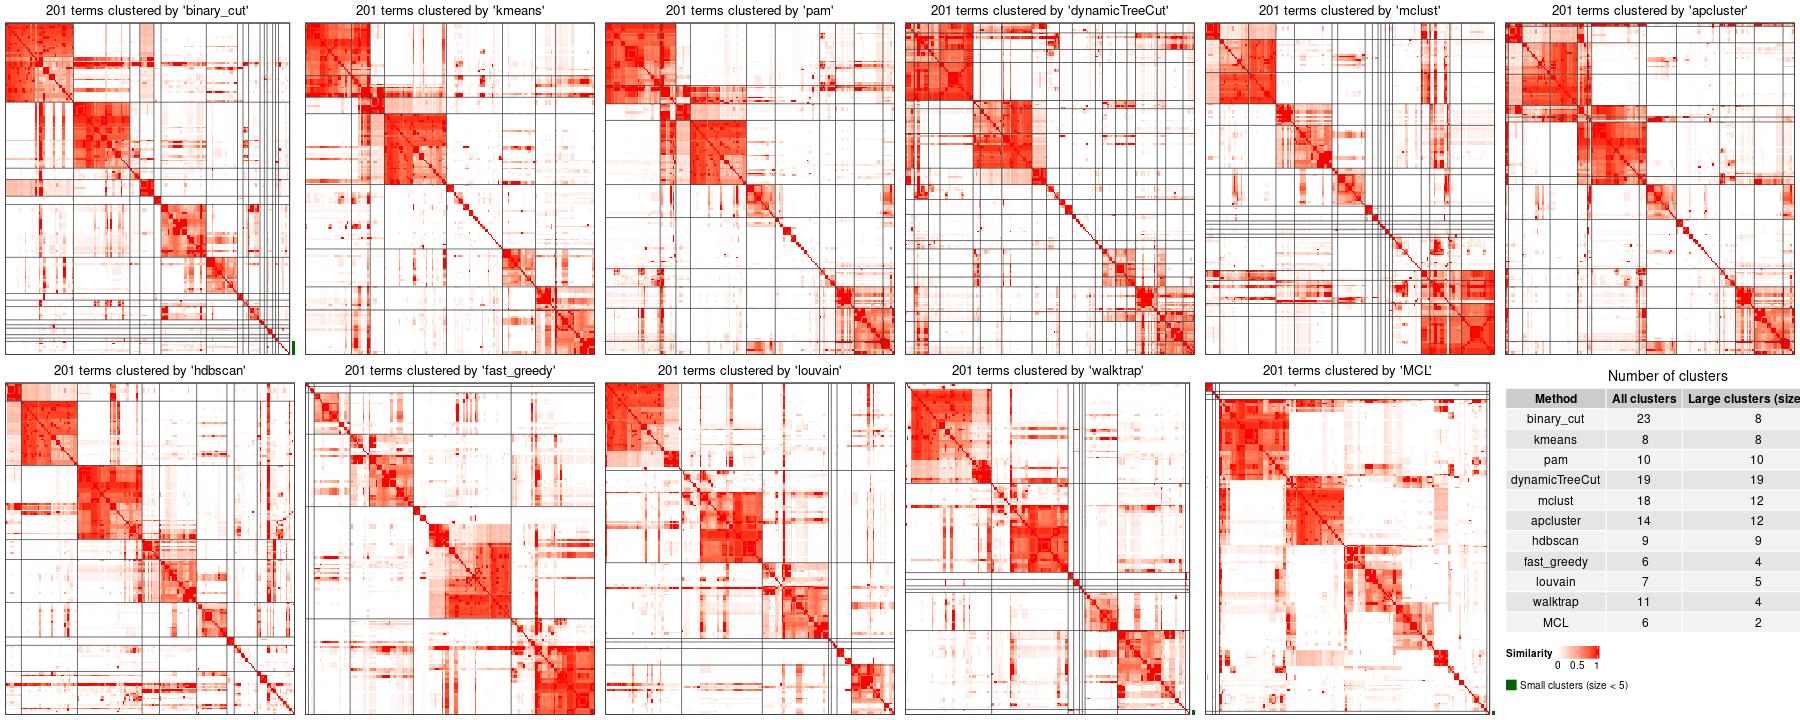 201 terms clustered by 'binary_cut'
201 terms clustered by 'kmeans'
201 terms clustered by 'pam'
201 terms clustered by 'dynamicTreeCut'
201 terms clustered by 'mclust'
201 terms clustered by 'apcluster'
201 terms clustered by 'hdbscan'
201 terms clustered by 'fast_greedy'
201 terms clustered by 'louvain'
201 terms clustered by 'walktrap'
201 terms clustered by 'MCL'
Number of clusters
Method All clusters Large clusters (size
binary_cut 23 8
kmeans 8 8
pam 10 10
dynamicTreeCut 19 19
mclust 18 12
apcluster 14 12
hdbscan 9 9
fast_greedy 6 4
louvain 7 5
walktrap 11 4
MCL 6 2
Similarity
0 0.5 1
Small clusters (size < 5)